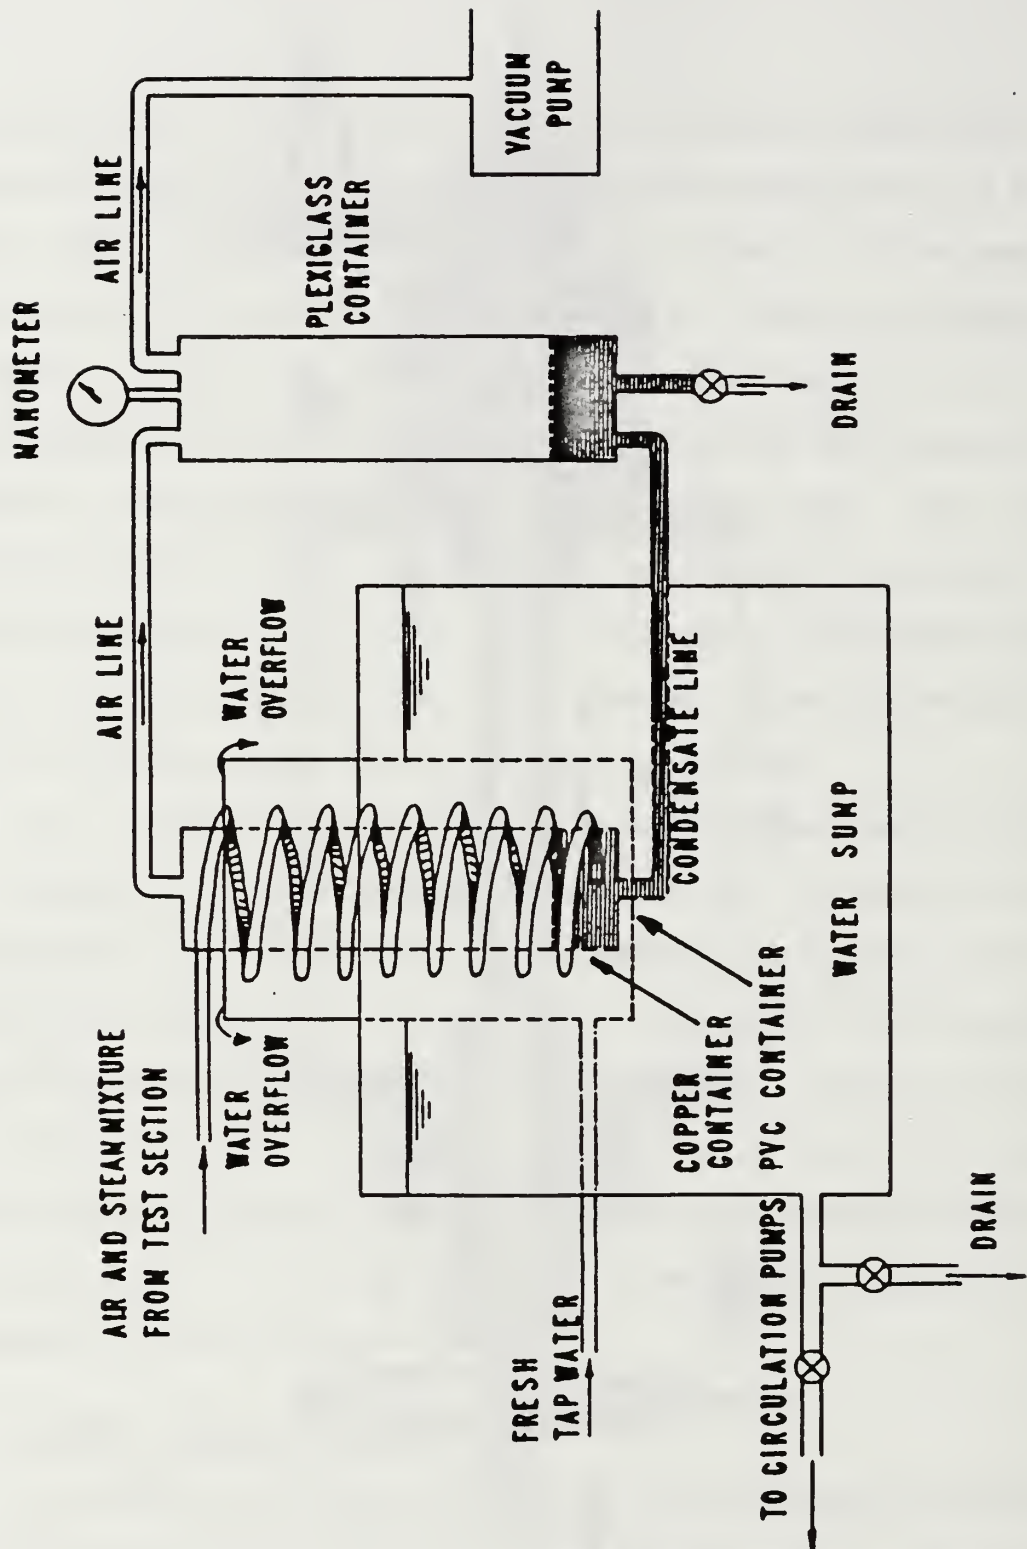 MANOMETER
AIR LINE
AIR LINE
AIR AND STEAM MIXTURE
FROM TEST SECTION
WATER
OVERFLOW
WATER
OVERFLOW
PLEXIGLASS
CONTAINER
VACUUM
PUMP
FRESH
TAP WATER
COPPER
CONTAINER
PVC CONTAINER
CONDENSATE LINE
WATER SUMP
DRAIN
TO CIRCULATION PUMPS
DRAIN